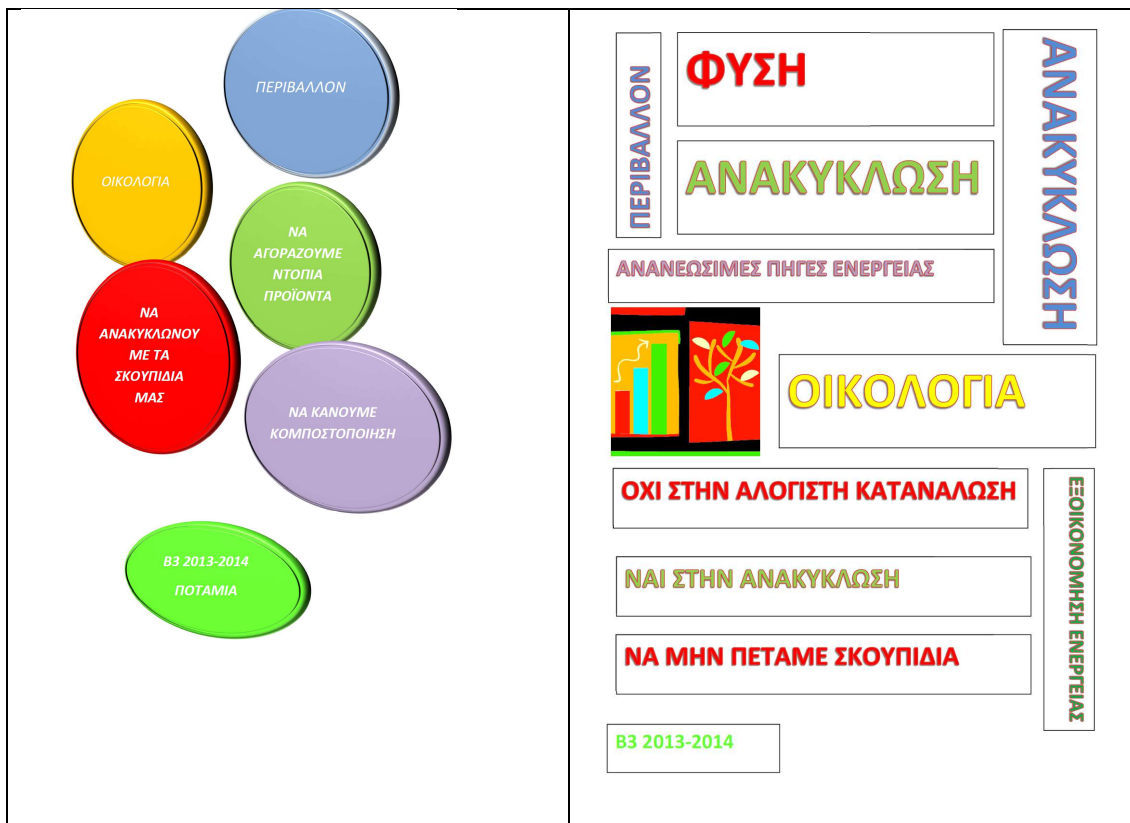 ΠΕΡΙΒΑΛΛΟΝ
ΟΙΚΟΛΟΓΙΑ
ΝΑ
ΑΓΟΡΑΖΟΥΜΕ
ΝΤΟΠΙΑ
ΠΡΟΪΟΝΤΑ
ΝΑ
ΑΝΑΚΥΚΛΩΝΟΥ
ΜΕ ΤΑ
ΣΚΟΥΠΙΔΙΑ
ΜΑΣ
ΝΑ ΚΑΝΟΥΜΕ
ΚΟΜΠΟΣΤΟΠΟΙΗΣΗ
Β3 2013-2014
ΠΟΤΑΜΙΑ
ΠΕΡΙΒΑΛΛΟΝ
ΦΥΣΗ
ΑΝΑΚΥΚΛΩΣΗ
ΑΝΑΚΥΚΛΩΣΗ
ΑΝΑΝΕΩΣΙΜΕΣ ΠΗΓΕΣ ΕΝΕΡΓΕΙΑΣ
ΟΙΚΟΛΟΓΙΑ
ΟΧΙ ΣΤΗΝ ΑΛΟΓΙΣΤΗ ΚΑΤΑΝΑΛΩΣΗ
ΝΑΙ ΣΤΗΝ ΑΝΑΚΥΚΛΩΣΗ
ΝΑ ΜΗΝ ΠΕΤΑΜΕ ΣΚΟΥΠΙΔΙΑ
ΕΞΟΙΚΟΝΟΜΗΣΗ ΕΝΕΡΓΕΙΑΣ
Β3 2013-2014